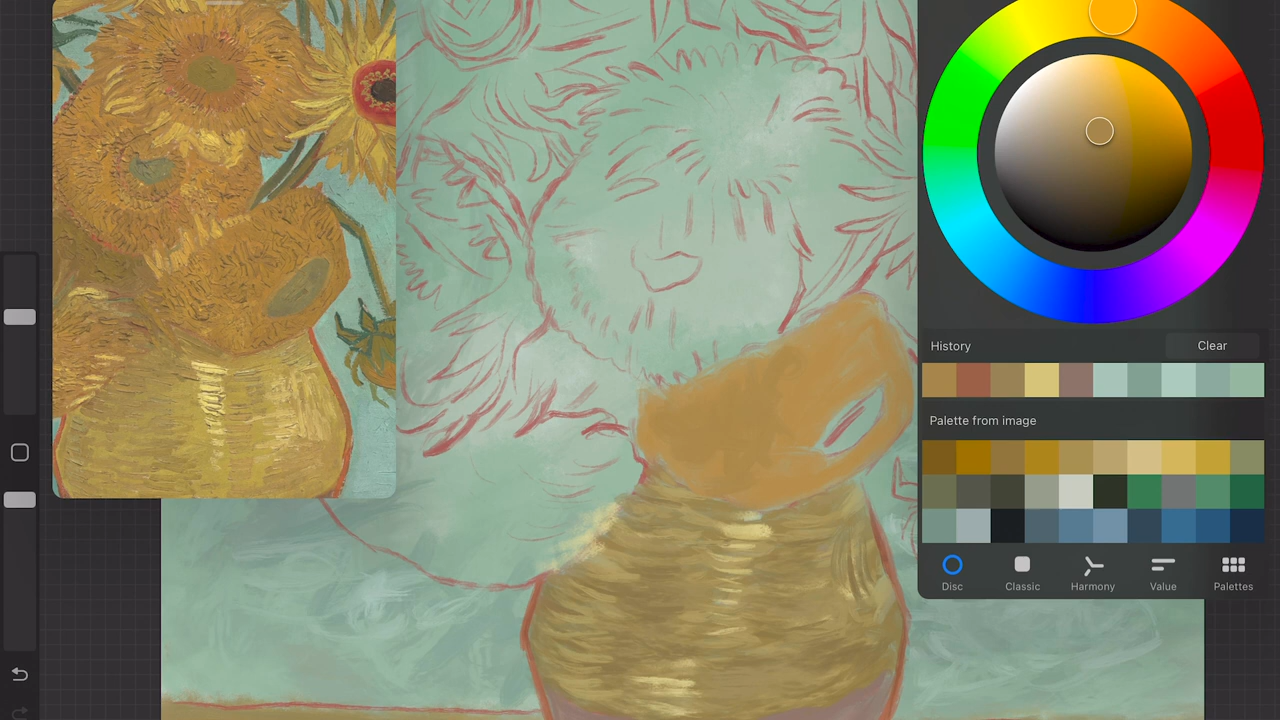 History
Clear
Palette from image
Disc
Classic
Harmony
Value
Palettes